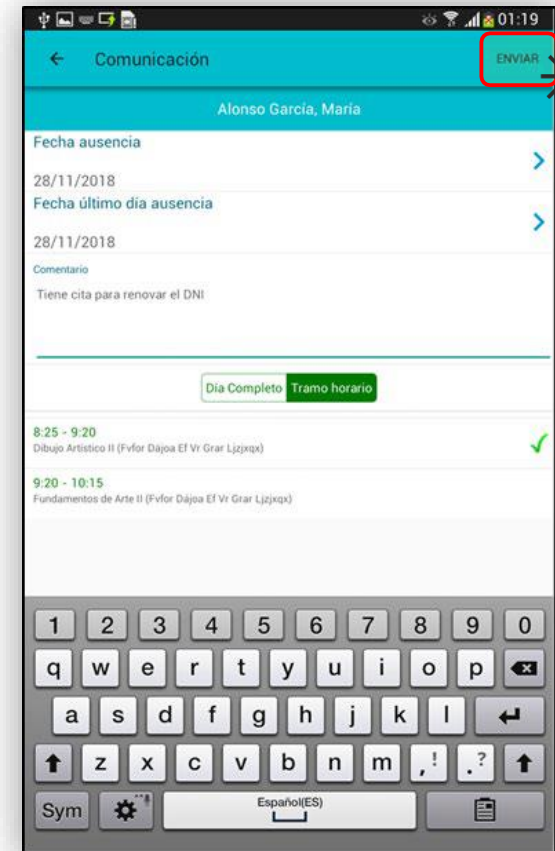 01:19
Comunicación
ENVIAR
Alonso García, María
Fecha ausencia
28/11/2018
Fecha último día ausencia
28/11/2018
Comentario
Tiene cita para renovar el DNI
Día Completo Tramo horario
8:25 - 9:20
Dibujo Artístico II (Fvfor Dájoa Ef Vr Grar Ljzjxqx)
9:20 - 10:15
Fundamentos de Arte II (Fvfor Dájoa Ef Vr Grar Ljzjxqx)
1 2 3 4 5 6 7 8 9 0
q w e r t y u i o p
a s d f g h j k l
z x c v b n m ,! .?
Sym Español(ES)